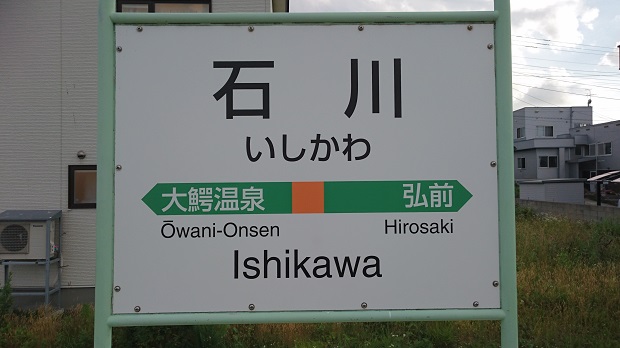 石川
いしかわ
大鰐温泉 弘前
Ōwani-Onsen Hirosaki
Ishikawa